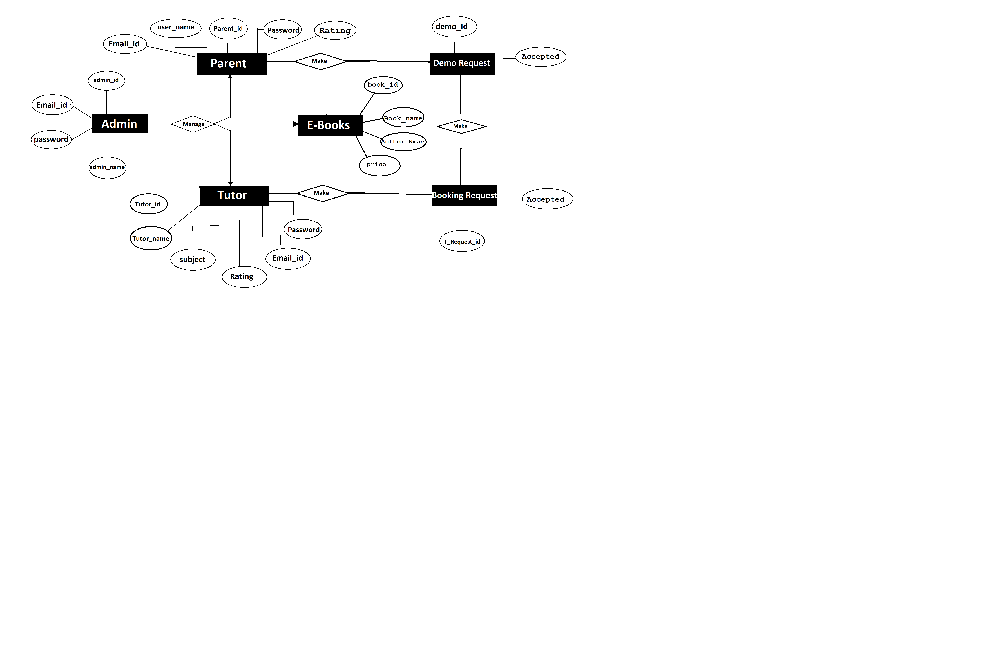 user_name
Parent_id
Password
Rating
demo_Id
Email_id
Accepted
Parent
Make
Demo Request
admin_id
book_id
Email_id
Admin
Manage
E-Books
Book_name
Make
password
Author_Nmae
admin_name
price
Tutor
Make
Booking Request
Accepted
Tutor_id
Tutor_name
Password
T_Request_id
subject
Email_id
Rating